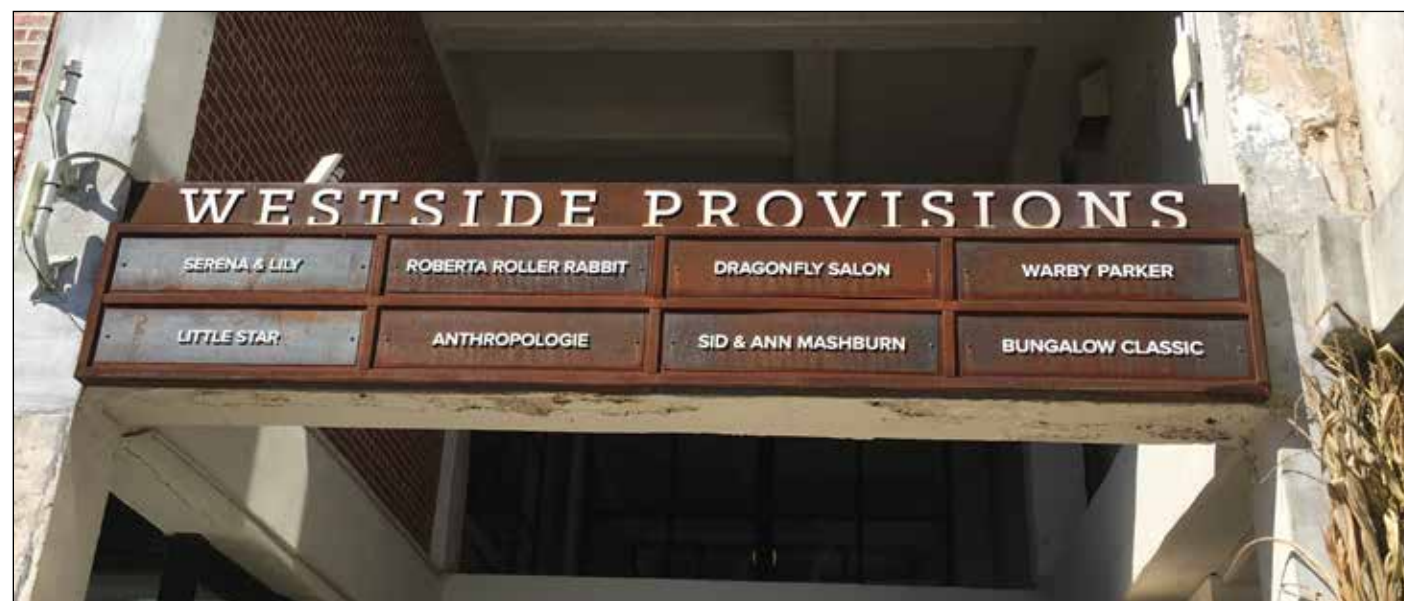 WESTSIDE PROVISIONS
SERENA & LILY
ROBERTA ROLLER RABBIT
DRAGONFLY SALON
WARBY PARKER
LITTLE STAR
ANTHROPOLOGIE
SID & ANN MASHBURN
BUNGALOW CLASSIC